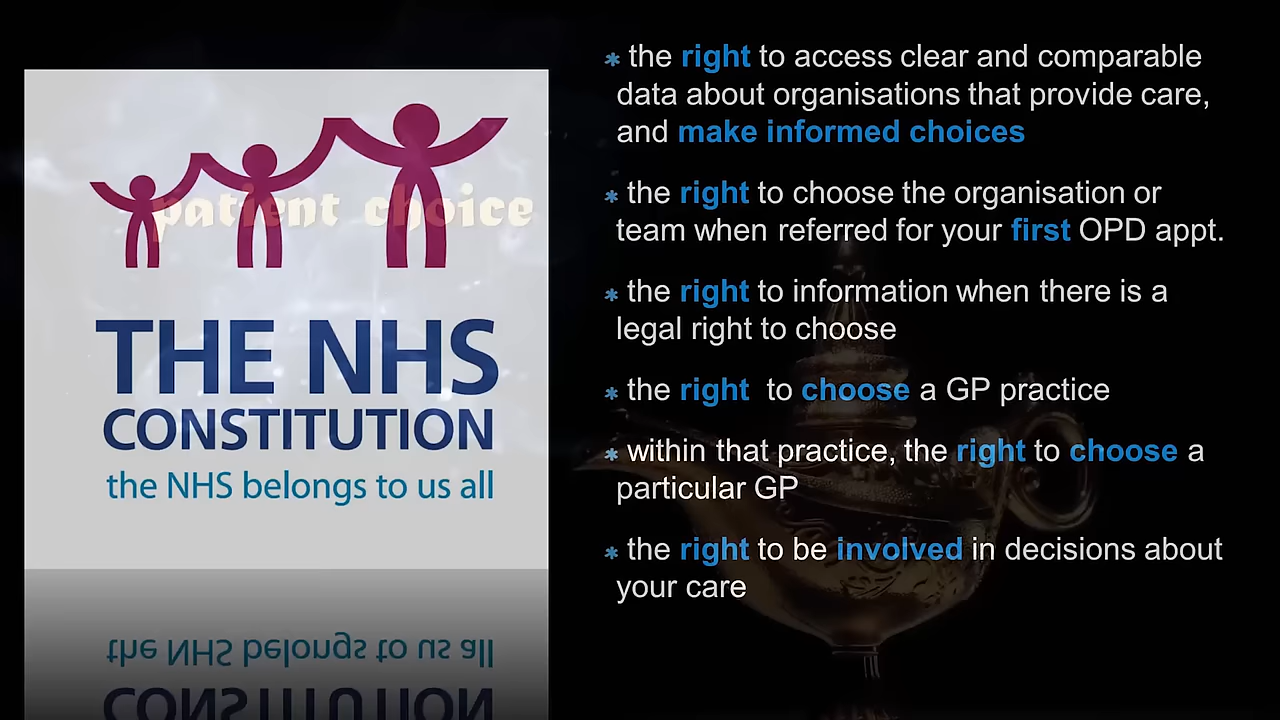 patient choice
THE NHS
CONSTITUTION
the NHS belongs to us all
the NHS belongs to us all
CONSTITUTION
* the right to access clear and comparable
data about organisations that provide care,
and make informed choices
* the right to choose the organisation or
team when referred for your first OPD appt.
* the right to information when there is a
legal right to choose
* the right to choose a GP practice
* within that practice, the right to choose a
particular GP
* the right to be involved in decisions about
your care